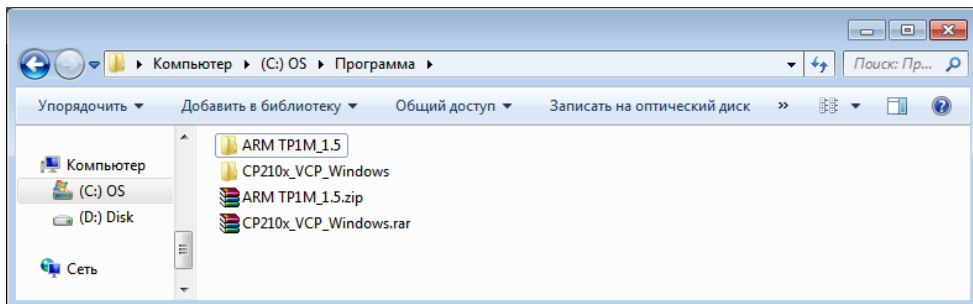 Компьютер (C:) OS Программа
Поиск: Пр...
Упорядочить Добавить в библиотеку Общий доступ Записать на оптический диск »
Компьютер
(C:) OS
(D:) Disk
Сеть
ARM TP1M_1.5
CP210x_VCP_Windows
ARM TP1M_1.5.zip
CP210x_VCP_Windows.rar